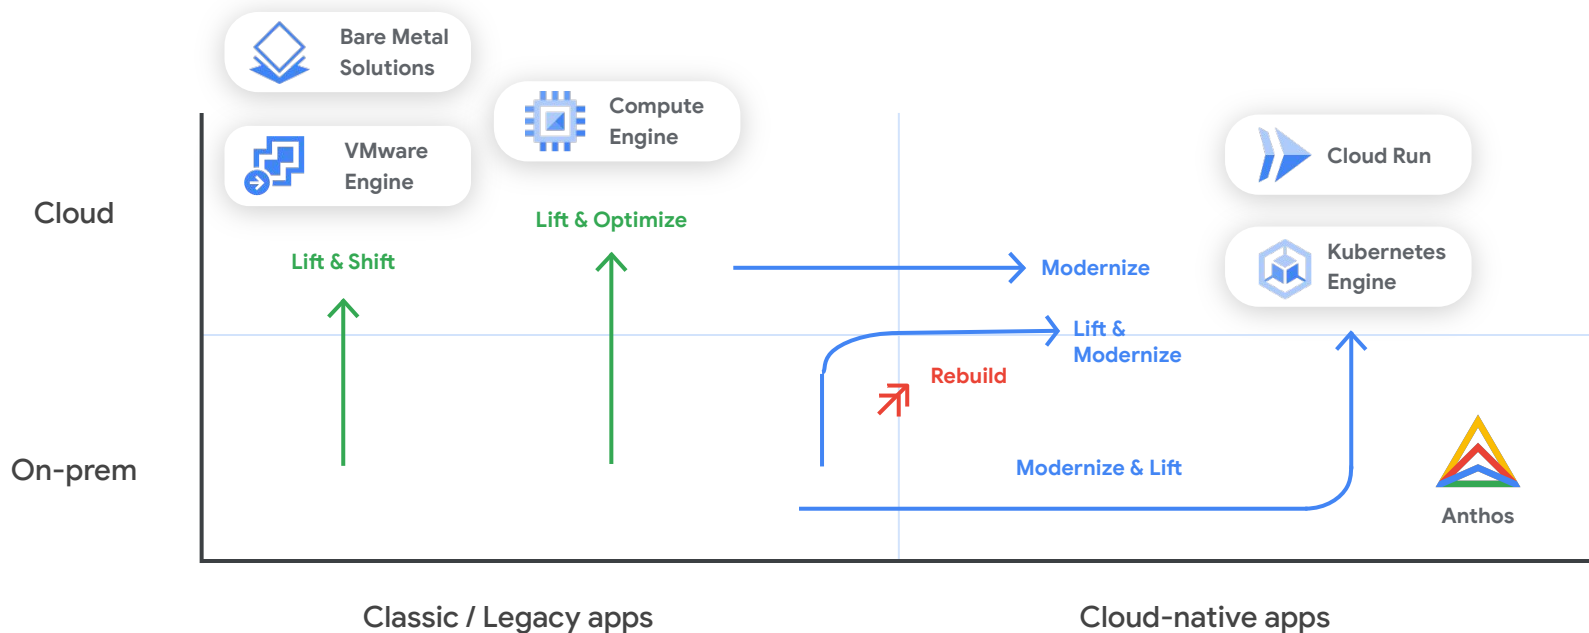 Bare Metal
Solutions
Compute
Engine
VMware
Engine
Cloud Run
Cloud
Lift & Optimize
Lift & Shift
Modernize
Kubernetes
Engine
Lift &
Modernize
Rebuild
On-prem
Modernize & Lift
Anthos
Classic / Legacy apps
Cloud-native apps